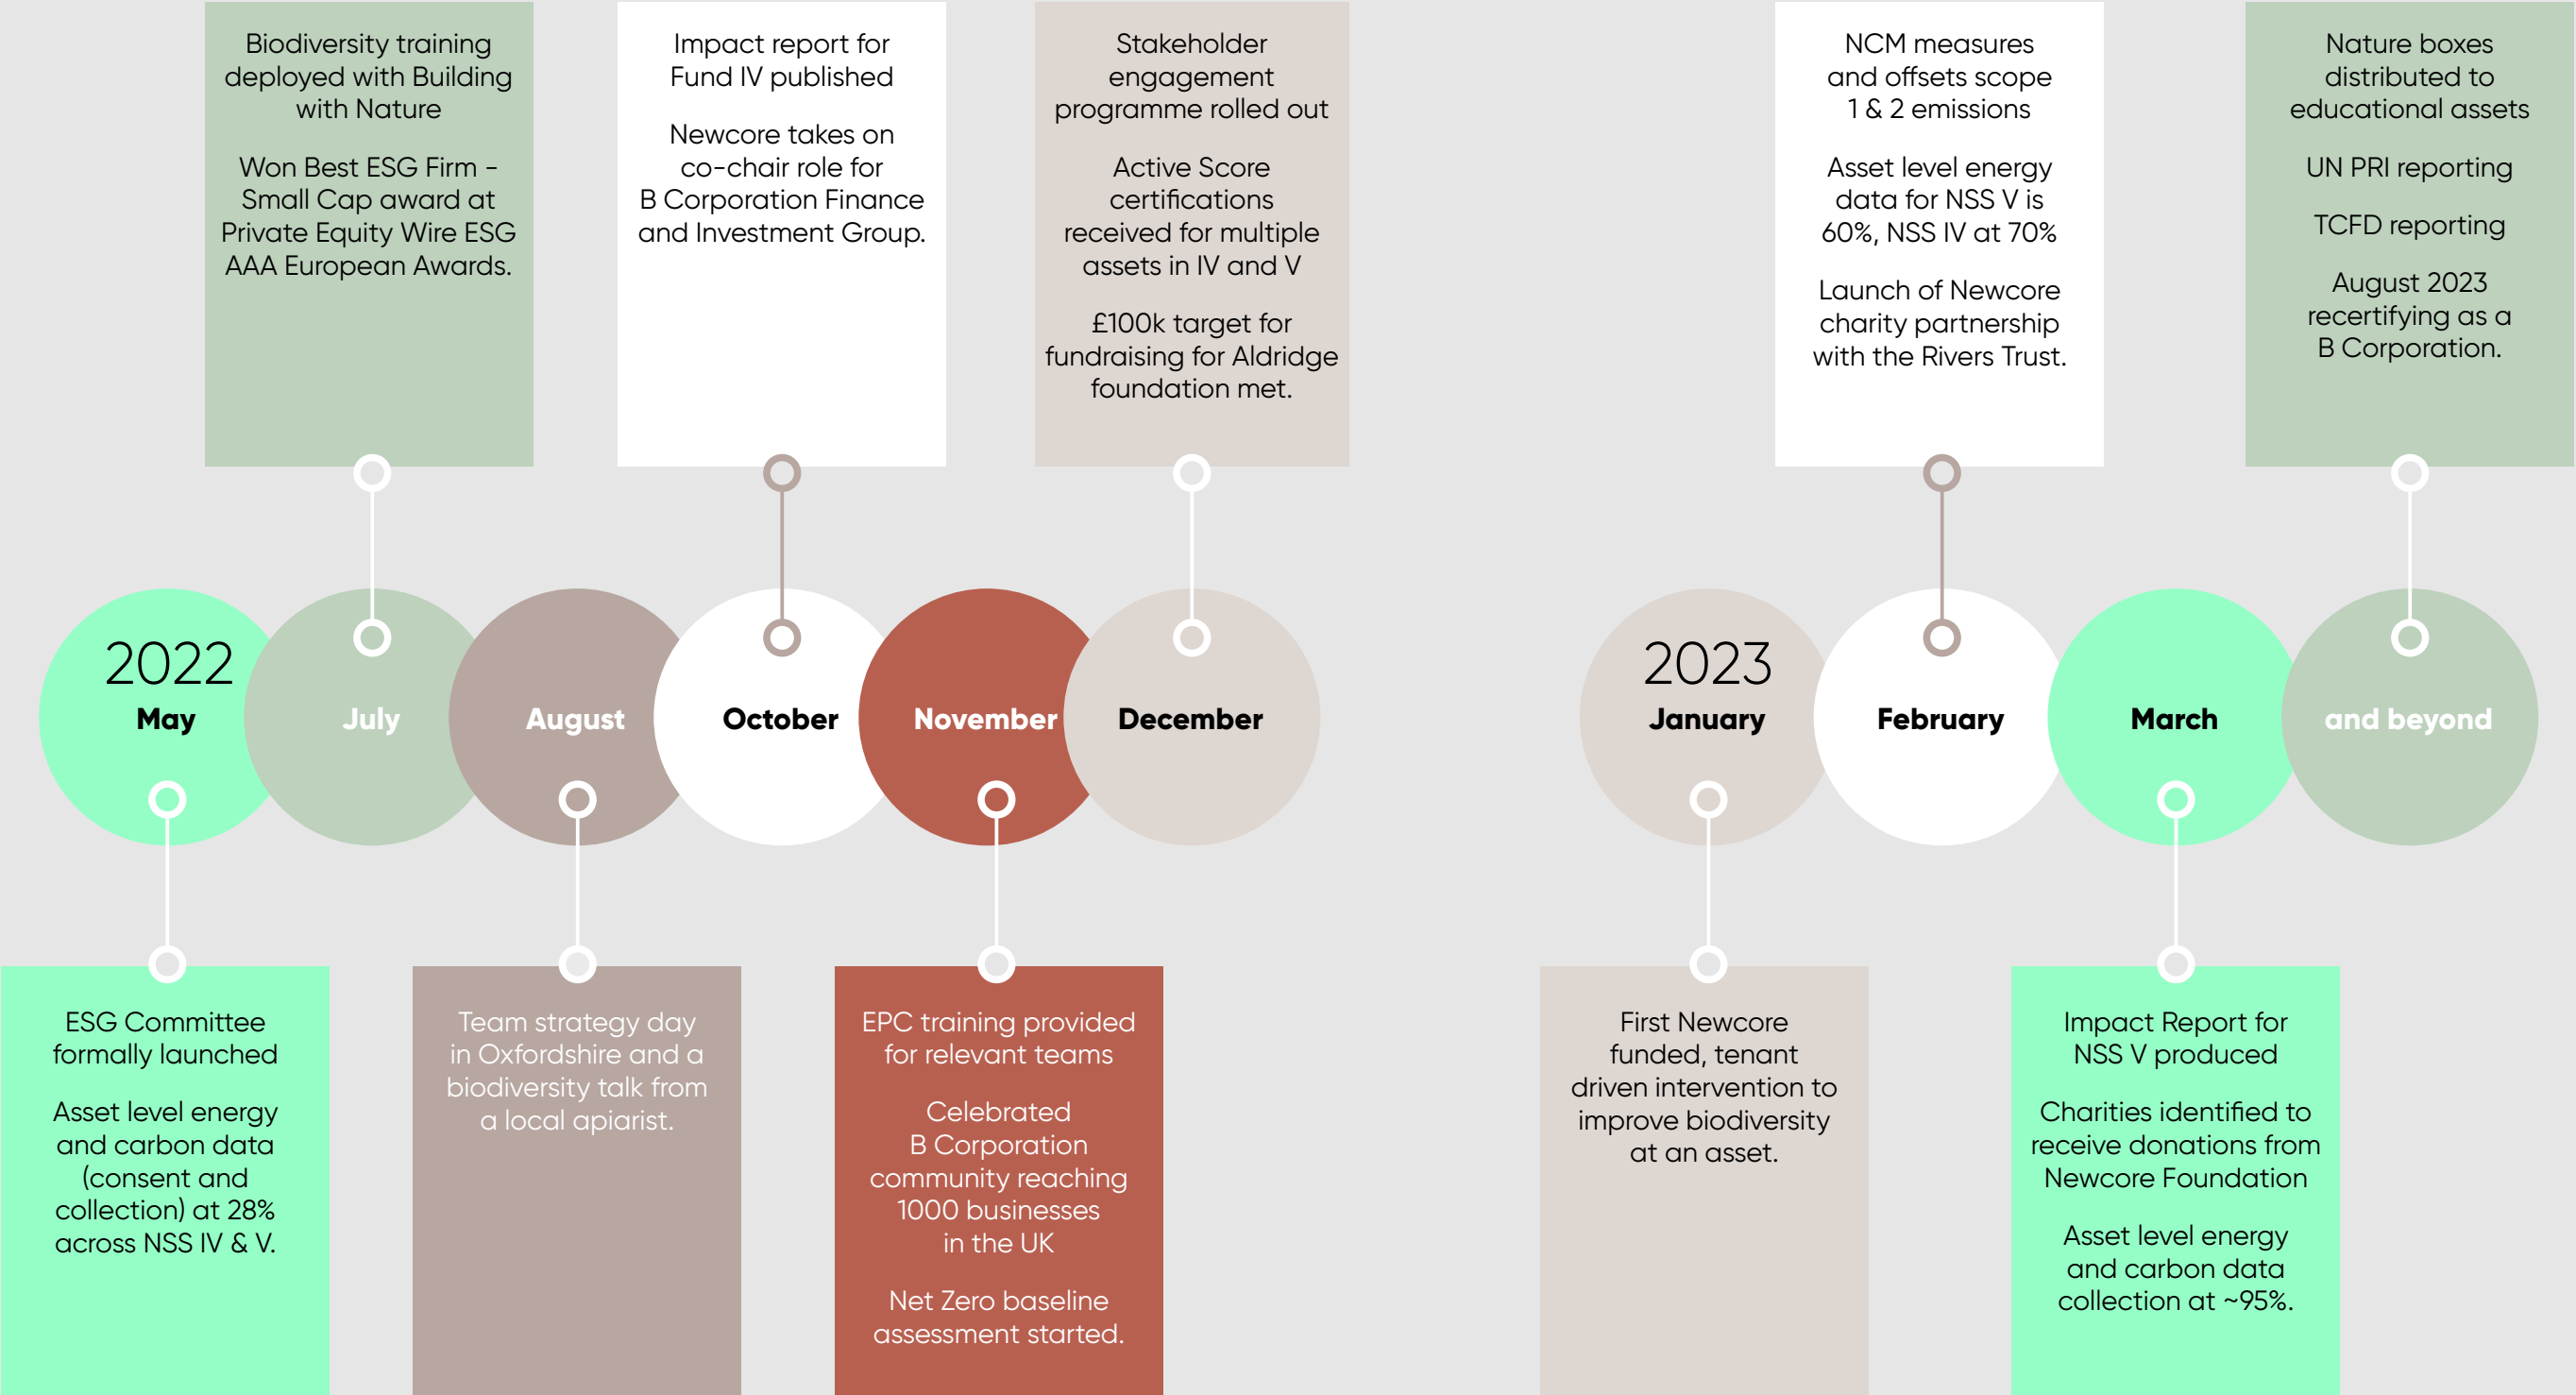 Biodiversity training
deployed with Building
with Nature
Won Best ESG Firm -
Small Cap award at
Private Equity Wire ESG
AAA European Awards.
Impact report for
Fund IV published
Newcore takes on
co-chair role for
B Corporation Finance
and Investment Group.
Stakeholder
engagement
programme rolled out
Active Score
certifications
received for multiple
assets in IV and V
£100k target for
fundraising for Aldridge
foundation met.
NCM measures
and offsets scope
1 & 2 emissions
Asset level energy
data for NSS V is
60%, NSS IV at 70%
Launch of Newcore
charity partnership
with the Rivers Trust.
Nature boxes
distributed to
educational assets
UN PRI reporting
TCFD reporting
August 2023
recertifying as a
B Corporation.
2022
May
July
August
October
November
December
2023
January
February
March
and beyond
ESG Committee
formally launched
Asset level energy
and carbon data
(consent and
collection) at 28%
across NSS IV & V.
Team strategy day
in Oxfordshire and a
biodiversity talk from
a local apiarist.
EPC training provided
for relevant teams
Celebrated
B Corporation
community reaching
1000 businesses
in the UK
Net Zero baseline
assessment started.
First Newcore
funded, tenant
driven intervention to
improve biodiversity
at an asset.
Impact Report for
NSS V produced
Charities identified to
receive donations from
Newcore Foundation
Asset level energy
and carbon data
collection at ~95%.